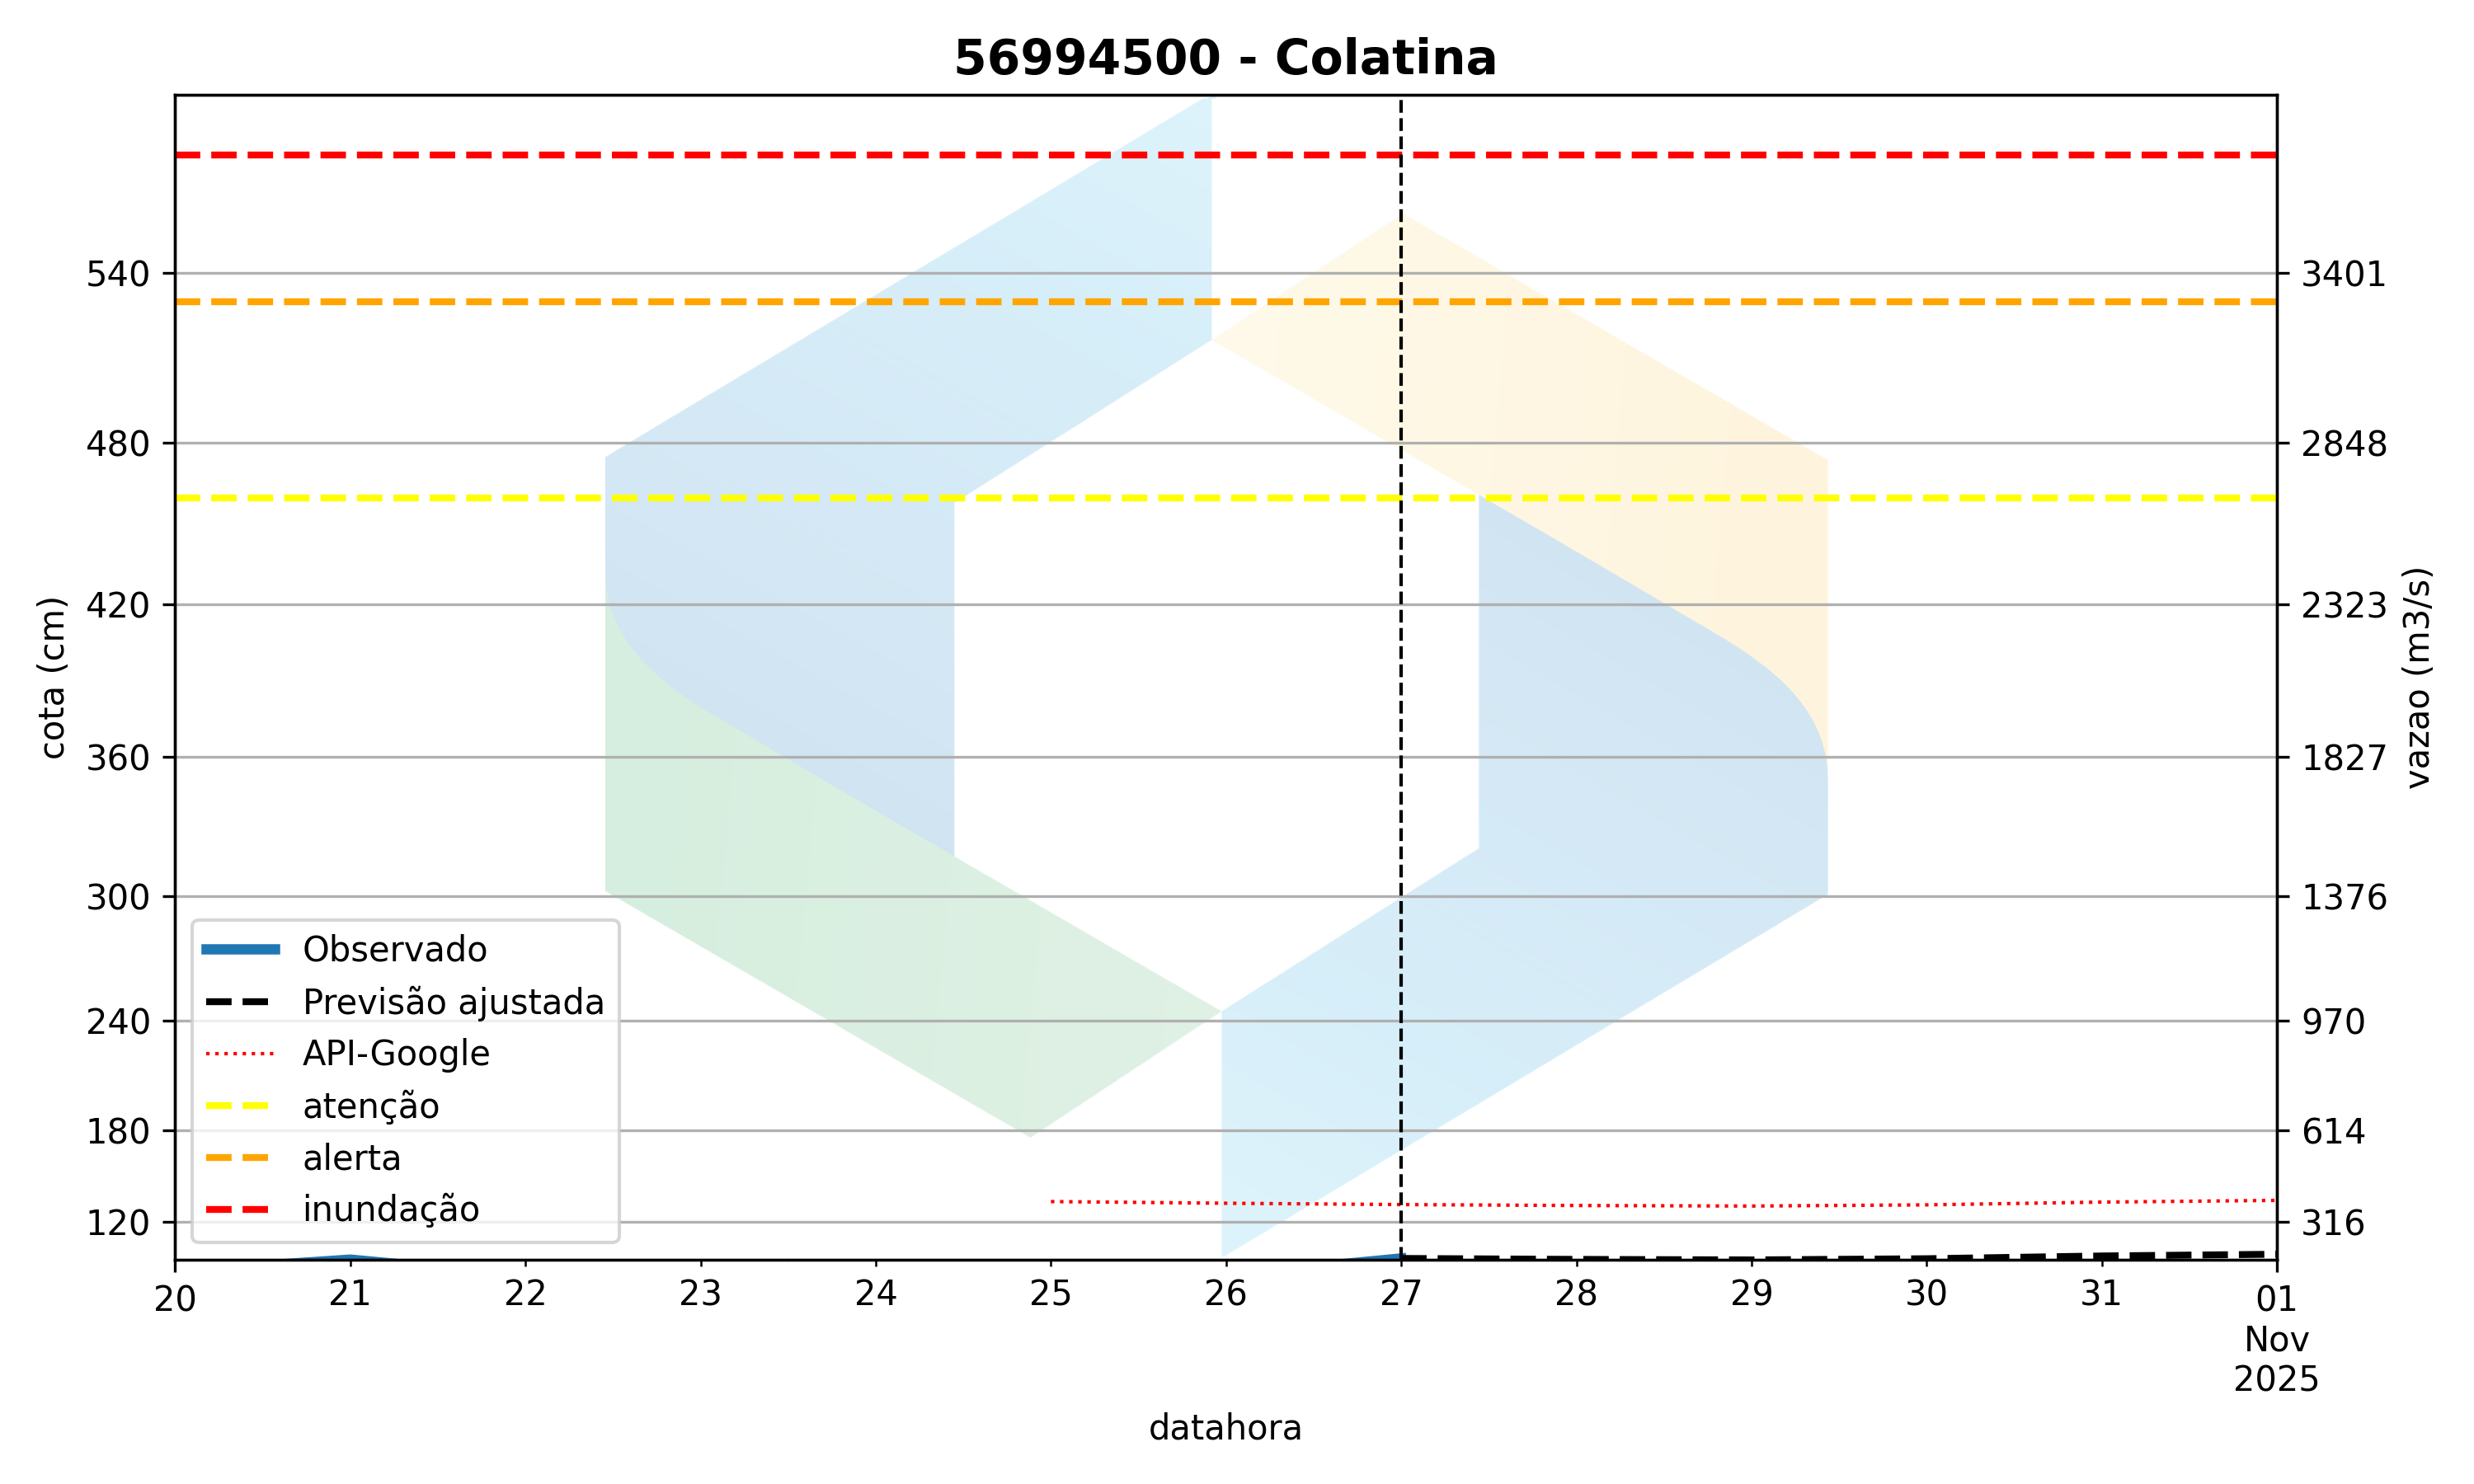 56994500 - Colatina
540
480
420
360
300
240
180
120
cota (cm)
3401
2848
2323
1827
1376
970
614
316
vazao (m3/s)
Observado
Previsão ajustada
API-Google
atenção
alerta
inundação
20 21 22 23 24 25 26 27 28 29 30 31 01
Nov
2025
datahora